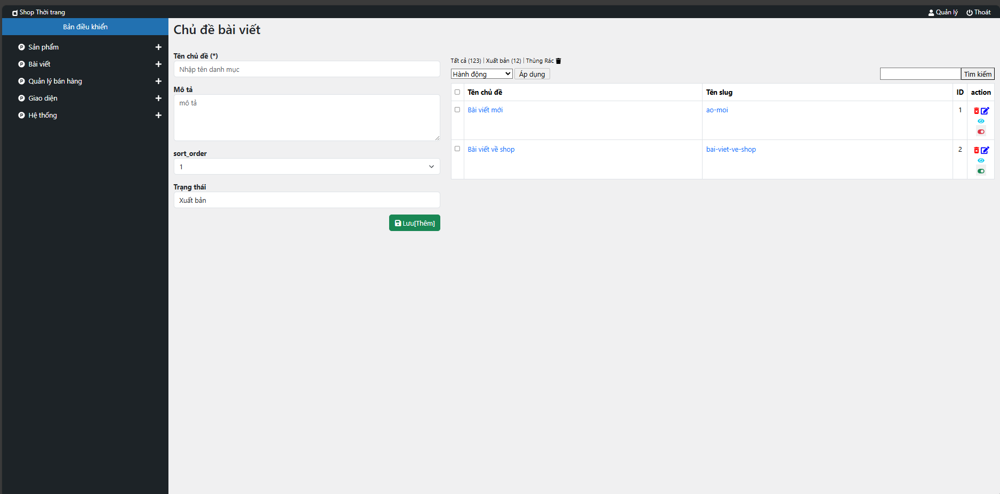 Shop Thời trang
Quản lý
Thoát
Bản điều khiển
Sản phẩm
Bài viết
Quản lý bán hàng
Giao diện
Hệ thống
Chủ đề bài viết
Tên chủ đề (*)
Nhập tên danh mục
Mô tả
mô tả
sort_order
1
Trạng thái
Xuất bản
Lưu[Thêm]
Tất cả (123) | Xuất bản (12) | Thùng Rác
Hành động Áp dụng Tìm kiếm
Tên chủ đề Tên slug ID action
Bài viết mới ao-moi 1
Bài viết về shop bai-viet-ve-shop 2